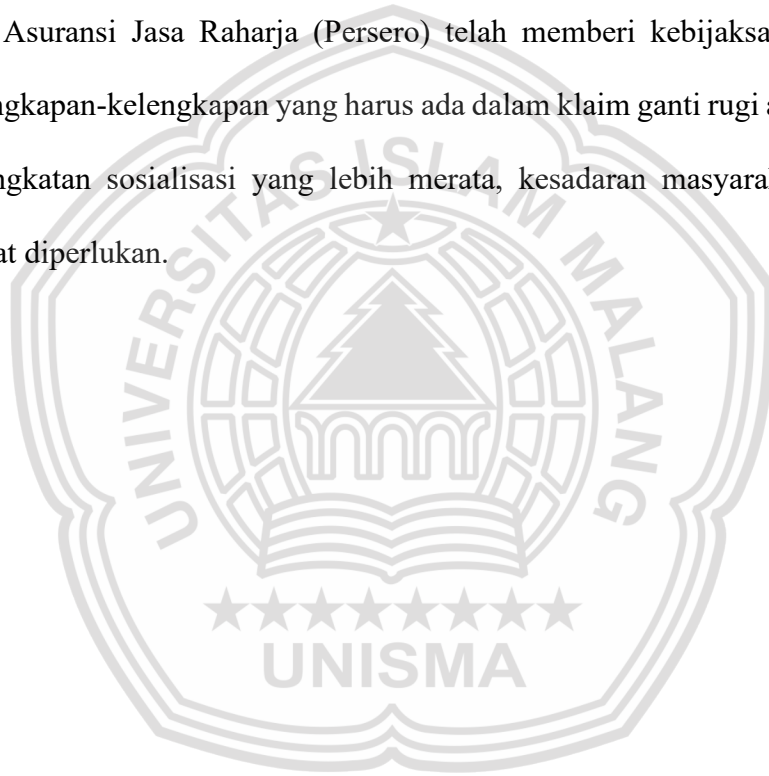 Asuransi Jasa Raharja (Persero) telah memberi kebijaksa
ngkapan-kelengkapan yang harus ada dalam klaim ganti rugi a
ngkatan sosialisasi yang lebih merata, kesadaran masyaral
at diperlukan.
UNIVERSITAS ISLAM MALANG
UNISMA